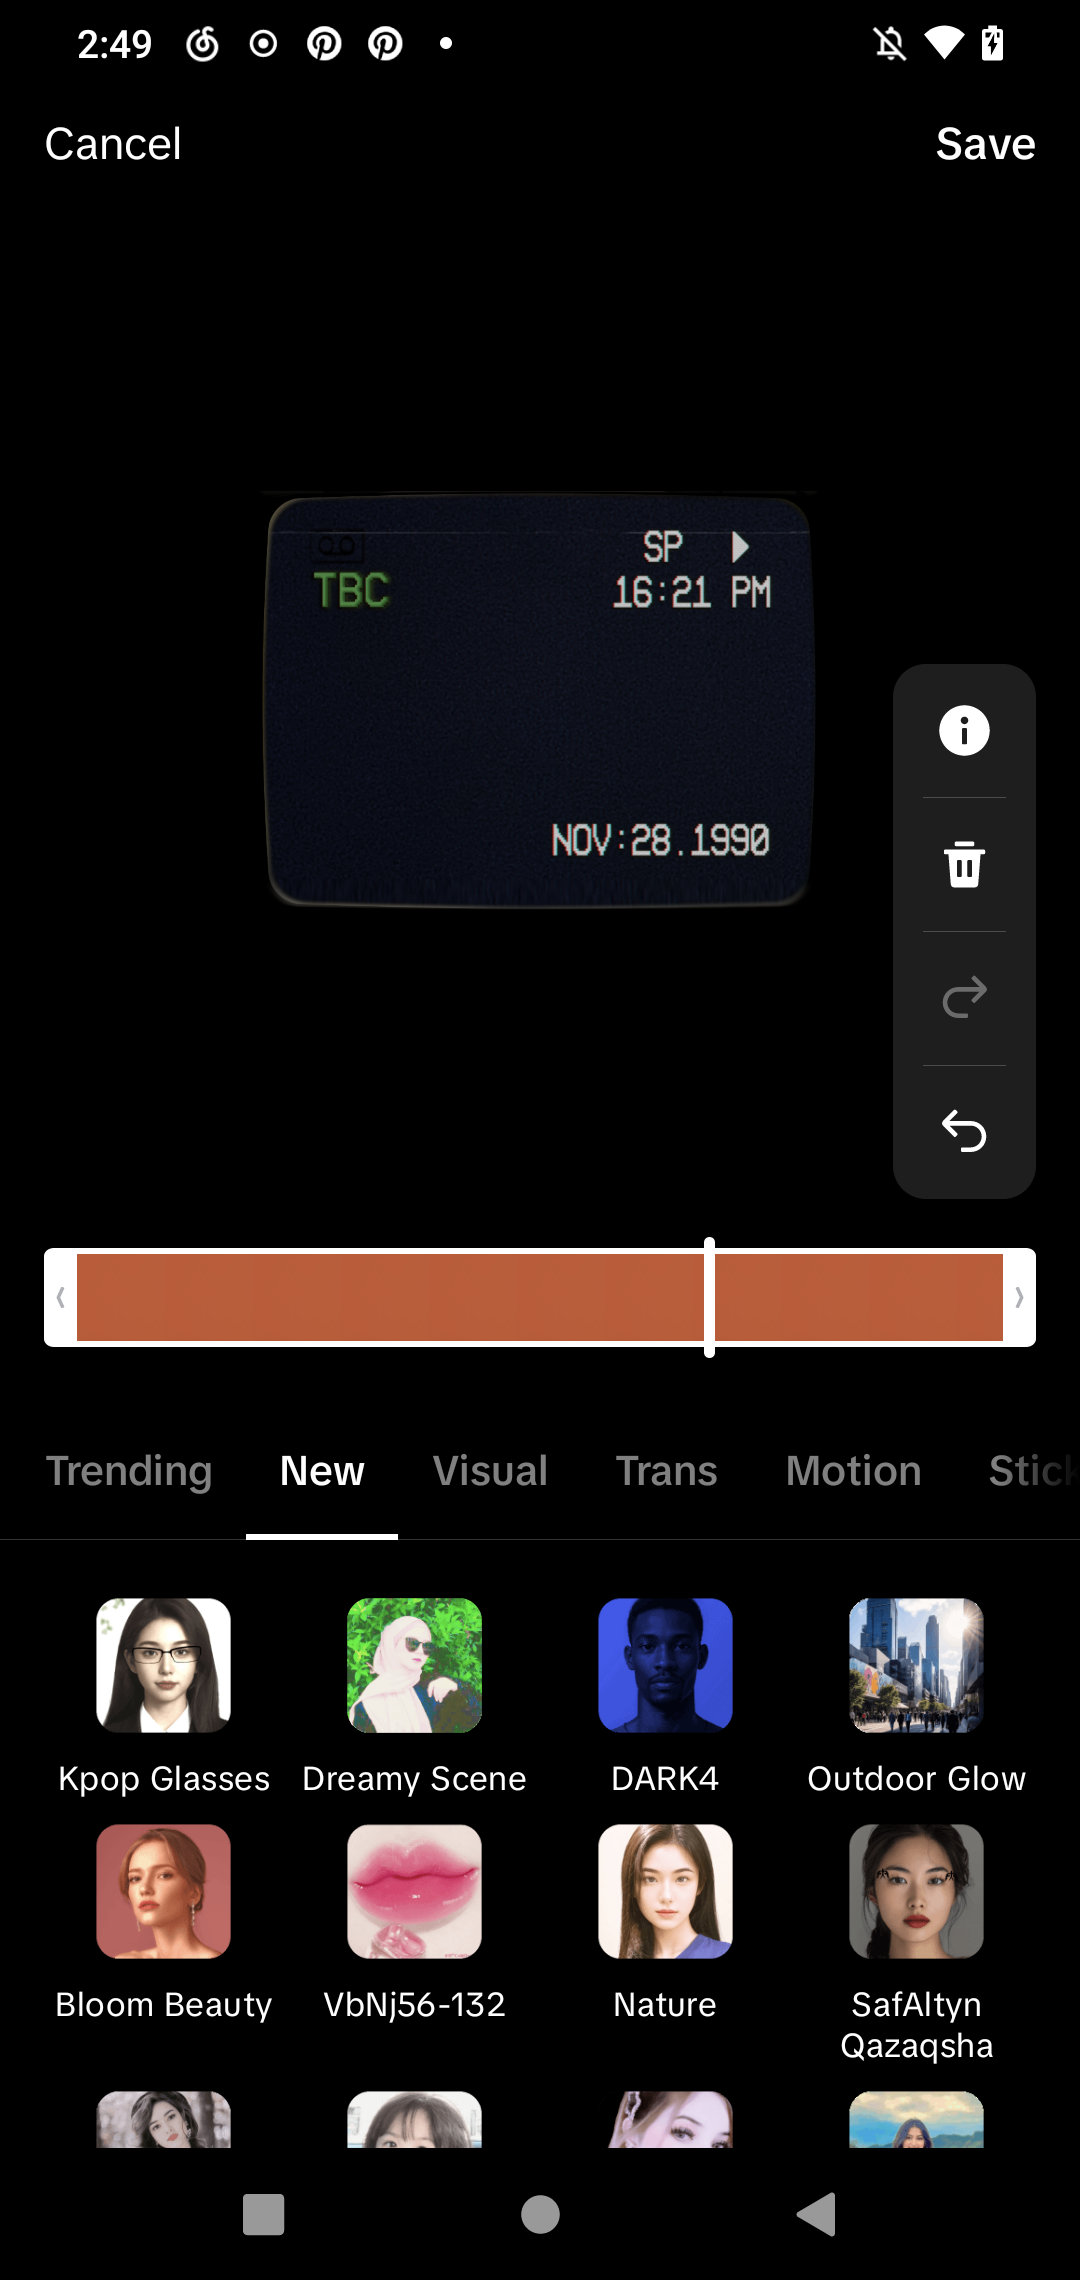 2:49
Cancel
Save
SP
TBC
16:21 PM
NOV:28.1990
Trending
New
Visual
Trans
Motion
Stick
Kpop Glasses
Dreamy Scene
DARK4
Outdoor Glow
Bloom Beauty
VbNj56-132
Nature
SafAltyn
Qazaqsha